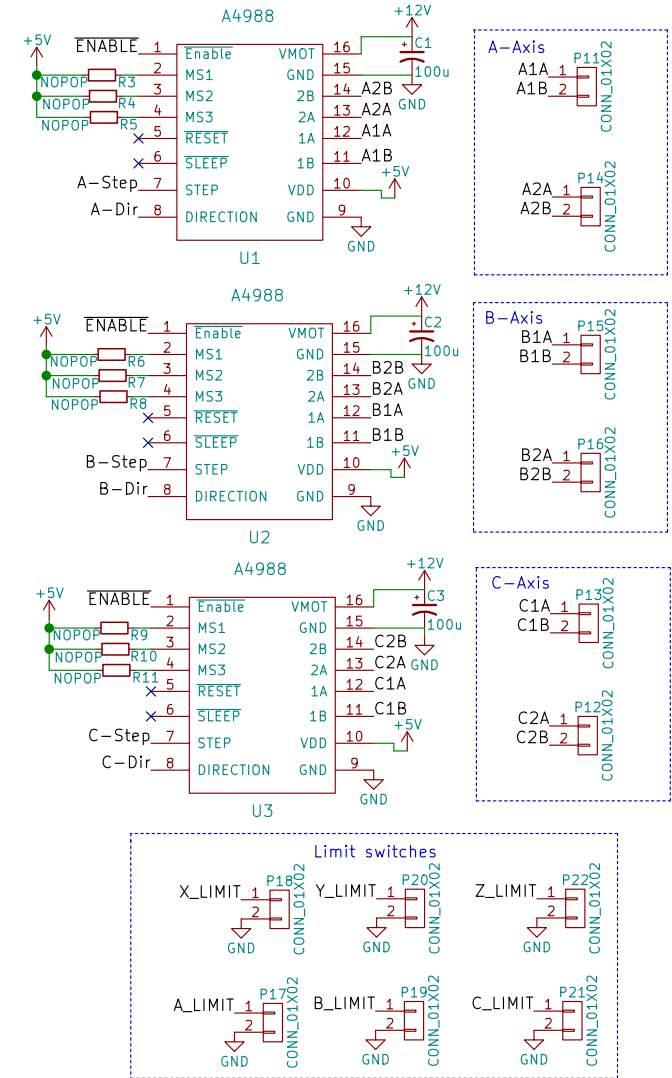 A4988
+12V
+5V
ENABLE 1 Enable VMOT 16 C1
NOPOP R3 2 MS1 GND 15 100u
NOPOP R4 3 MS2 2B 14 A2B GND
NOPOP R5 4 MS3 2A 13 A2A
5 RESET 1A 12 A1A
6 SLEEP 1B 11 A1B
A-Step 7 STEP VDD 10 +5V
A-Dir 8 DIRECTION GND 9
GND
U1
A-Axis
P11
A1A 1
A1B 2
CONN_01X02
P14
A2A 1
A2B 2
CONN_01X02
A4988
+12V
+5V
ENABLE 1 Enable VMOT 16 C2
NOPOP R6 2 MS1 GND 15 100u
NOPOP R7 3 MS2 2B 14 B2B GND
NOPOP R8 4 MS3 2A 13 B2A
5 RESET 1A 12 B1A
6 SLEEP 1B 11 B1B
B-Step 7 STEP VDD 10 +5V
B-Dir 8 DIRECTION GND 9
GND
U2
B-Axis
P15
B1A 1
B1B 2
CONN_01X02
P16
B2A 1
B2B 2
CONN_01X02
A4988
+12V
+5V
ENABLE 1 Enable VMOT 16 C3
NOPOP R9 2 MS1 GND 15 100u
NOPOP R10 3 MS2 2B 14 C2B GND
NOPOP R11 4 MS3 2A 13 C2A
5 RESET 1A 12 C1A
6 SLEEP 1B 11 C1B
C-Step 7 STEP VDD 10 +5V
C-Dir 8 DIRECTION GND 9
GND
U3
C-Axis
P13
C1A 1
C1B 2
CONN_01X02
P12
C2A 1
C2B 2
CONN_01X02
Limit switches
P18
X_LIMIT 1
2
GND
CONN_01X02
P20
Y_LIMIT 1
2
GND
CONN_01X02
P22
Z_LIMIT 1
2
GND
CONN_01X02
P17
A_LIMIT 1
2
GND
CONN_01X02
P19
B_LIMIT 1
2
GND
CONN_01X02
P21
C_LIMIT 1
2
GND
CONN_01X02